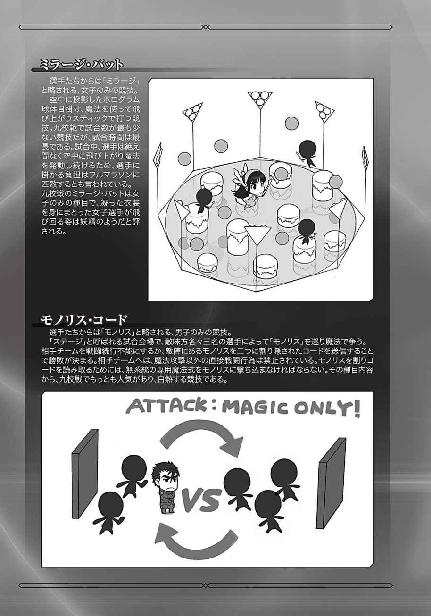 ミラージ・バット
選手たちからは「ミラージ」
と略される、女子のみの競技。
空中に投影したホログラム
球体目掛け、魔法を使って飛
び上がりスティックで打つ競
技。九校戦で試合数が最も少
ない競技だが、試合時間は最
長である。試合中、選手は絶え
間なく空中に飛び上がり魔法
を発動し続けるため、選手に
掛かる負担はフルマラソンに
匹敵するとも言われている。
九校戦のミラージ・バットは女
子のみの種目で、凝った衣装
を身にまとった女子選手が飛
び回る姿は妖精のようだと評
される。
モノリス・コード
選手たちからは「モノリス」と略される、男子のみの競技。
「ステージ」と呼ばれる試合会場で、敵味方各々三名の選手によって「モノリス」を巡り魔法で争う。
相手チームを戦闘続行不能にするか、敵陣にあるモノリスを二つに割り隠されたコードを送信すること
で勝敗が決まる。相手チームへは、魔法攻撃以外の直接戦闘行為は禁止されている。モノリスを割りコ
ードを読み取るためには、無系統の専用魔法式をモノリスに撃ち込まなければならない。その種目内容
から、九校戦でもっとも人気があり、白熱する競技である。
ATTACK: MAGIC ONLY!
VS